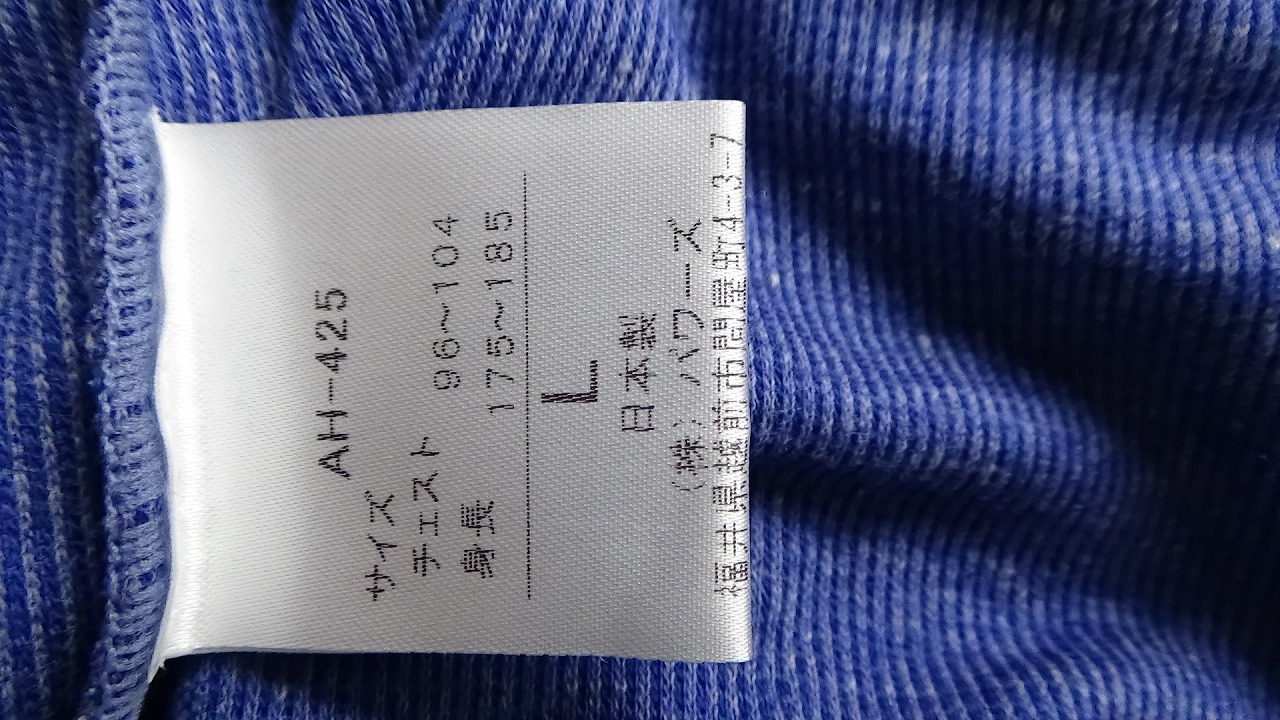 AH-425
サイズ
チェスト 96〜104
身長 175〜185
L
日本製
(株)パワーズ
福井県越前市問屋町4-3-7